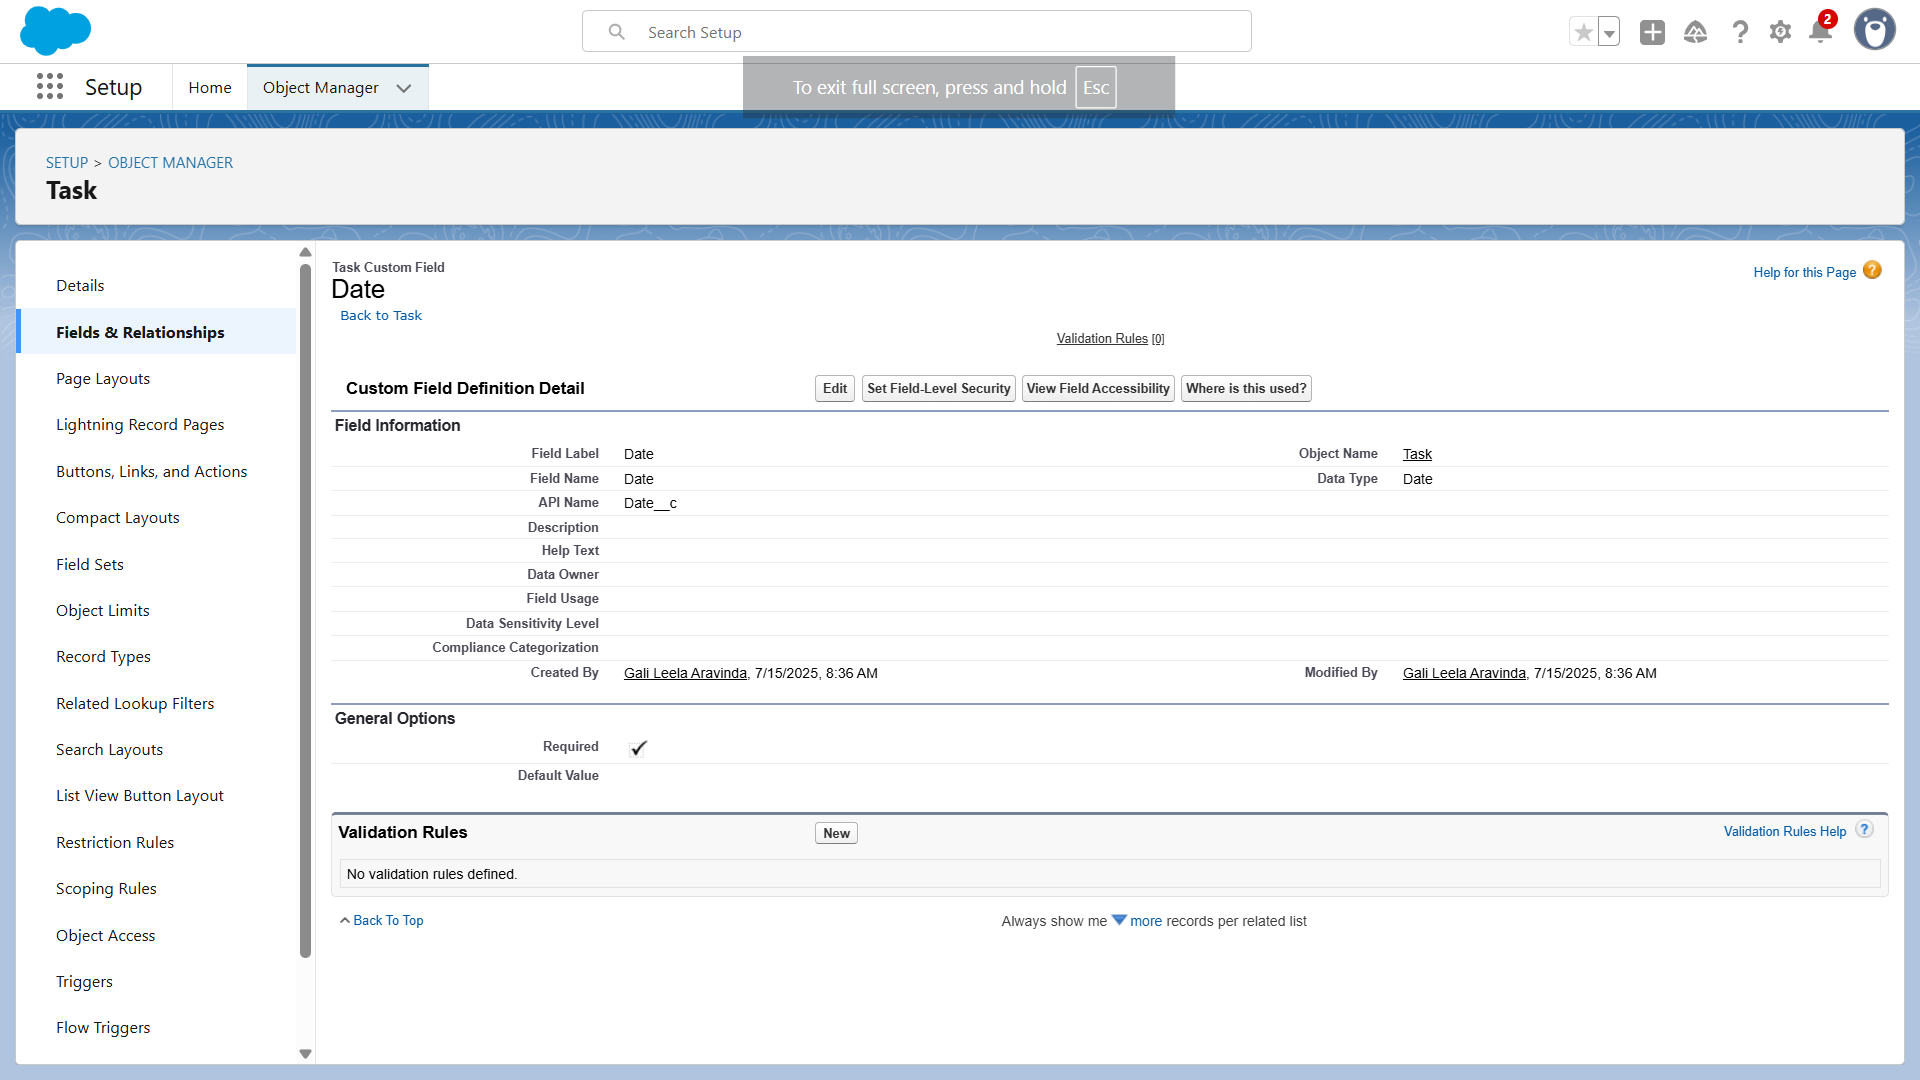 Search Setup
2
Setup
Home
Object Manager
To exit full screen, press and hold Esc
SETUP > OBJECT MANAGER
Task
Details
Fields & Relationships
Page Layouts
Lightning Record Pages
Buttons, Links, and Actions
Compact Layouts
Field Sets
Object Limits
Record Types
Related Lookup Filters
Search Layouts
List View Button Layout
Restriction Rules
Scoping Rules
Object Access
Triggers
Flow Triggers
Task Custom Field
Date
Back to Task
Help for this Page ?
Validation Rules [0]
Custom Field Definition Detail Edit Set Field-Level Security View Field Accessibility Where is this used?
Field Information
Field Label Date Object Name Task
Field Name Date Data Type Date
API Name Date__c
Description
Help Text
Data Owner
Field Usage
Data Sensitivity Level
Compliance Categorization
Created By Gali Leela Aravinda, 7/15/2025, 8:36 AM Modified By Gali Leela Aravinda, 7/15/2025, 8:36 AM
General Options
Required
Default Value
Validation Rules New Validation Rules Help ?
No validation rules defined.
Back To Top Always show me more records per related list